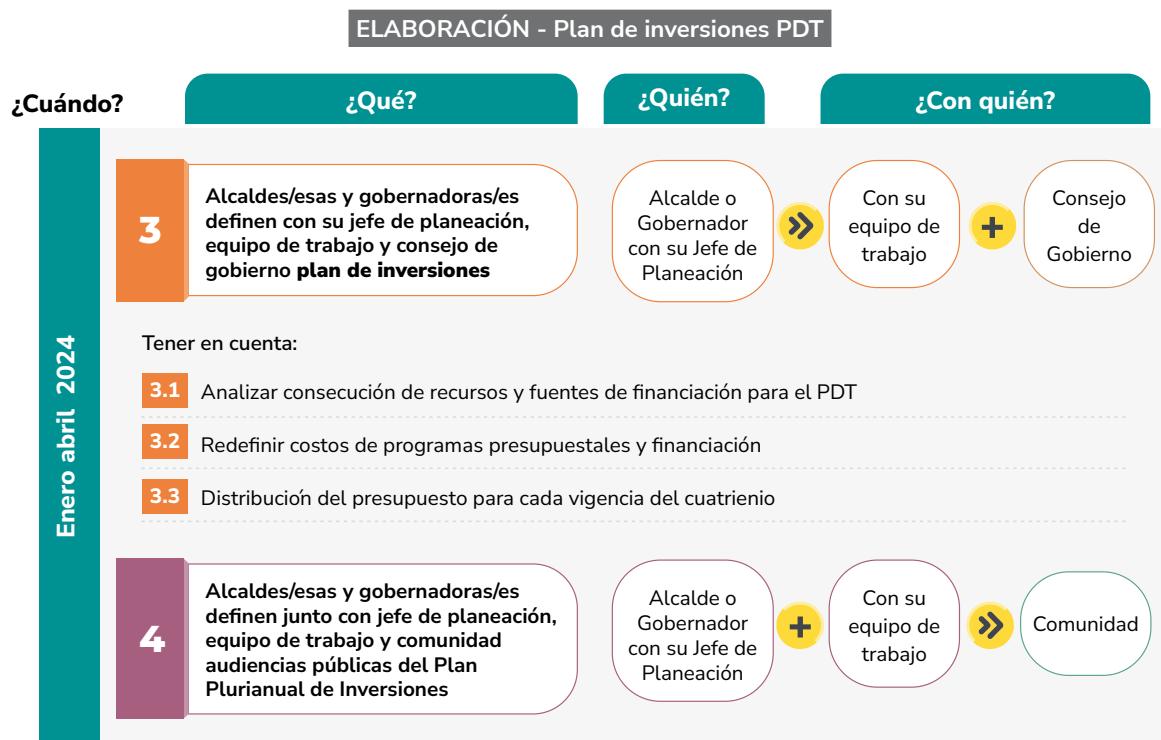 ELABORACIÓN - Plan de inversiones PDT
¿Cuándo?
¿Qué?
¿Quién?
¿Con quién?
Enero abril 2024
3
Alcaldes/esas y gobernadoras/es
definen con su jefe de planeación,
equipo de trabajo y consejo de
gobierno plan de inversiones
Alcalde o
Gobernador
con su Jefe de
Planeación
Con su
equipo de
trabajo
+
Consejo
de
Gobierno
Tener en cuenta:
3.1 Analizar consecución de recursos y fuentes de financiación para el PDT
3.2 Redefinir costos de programas presupuestales y financiación
3.3 Distribución del presupuesto para cada vigencia del cuatrienio
4
Alcaldes/esas y gobernadoras/es
definen junto con jefe de planeación,
equipo de trabajo y comunidad
audiencias públicas del Plan
Plurianual de Inversiones
Alcalde o
Gobernador
con su Jefe de
Planeación
+
Con su
equipo de
trabajo
Comunidad